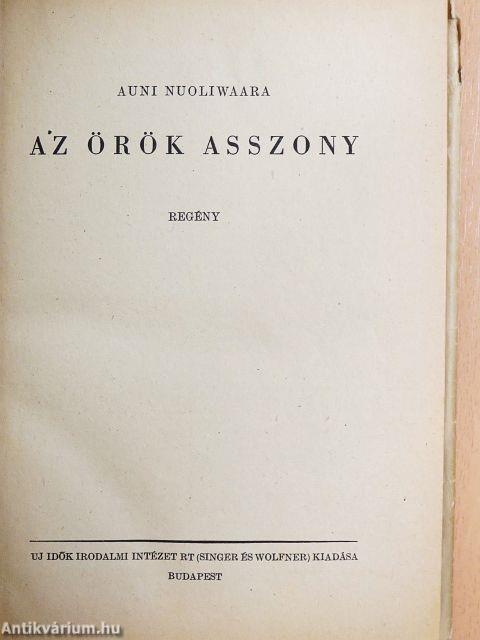 AUNI NUOLIWAARA
AZ ÖRÖK ASSZONY
REGÉNY
UJ IDŐK IRODALMI INTÉZET RT (SINGER ÉS WOLFNER) KIADÁSA
BUDAPEST
Antikvárium.hu